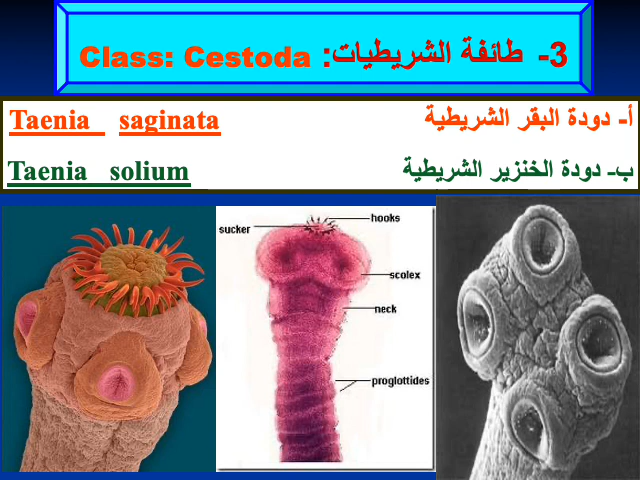 3- طائفة الشريطيات: Class: Cestoda
أ- دودة البقر الشريطية Taenia saginata
ب- دودة الخنزير الشريطية Taenia solium
hooks
sucker
scolex
neck
proglottides